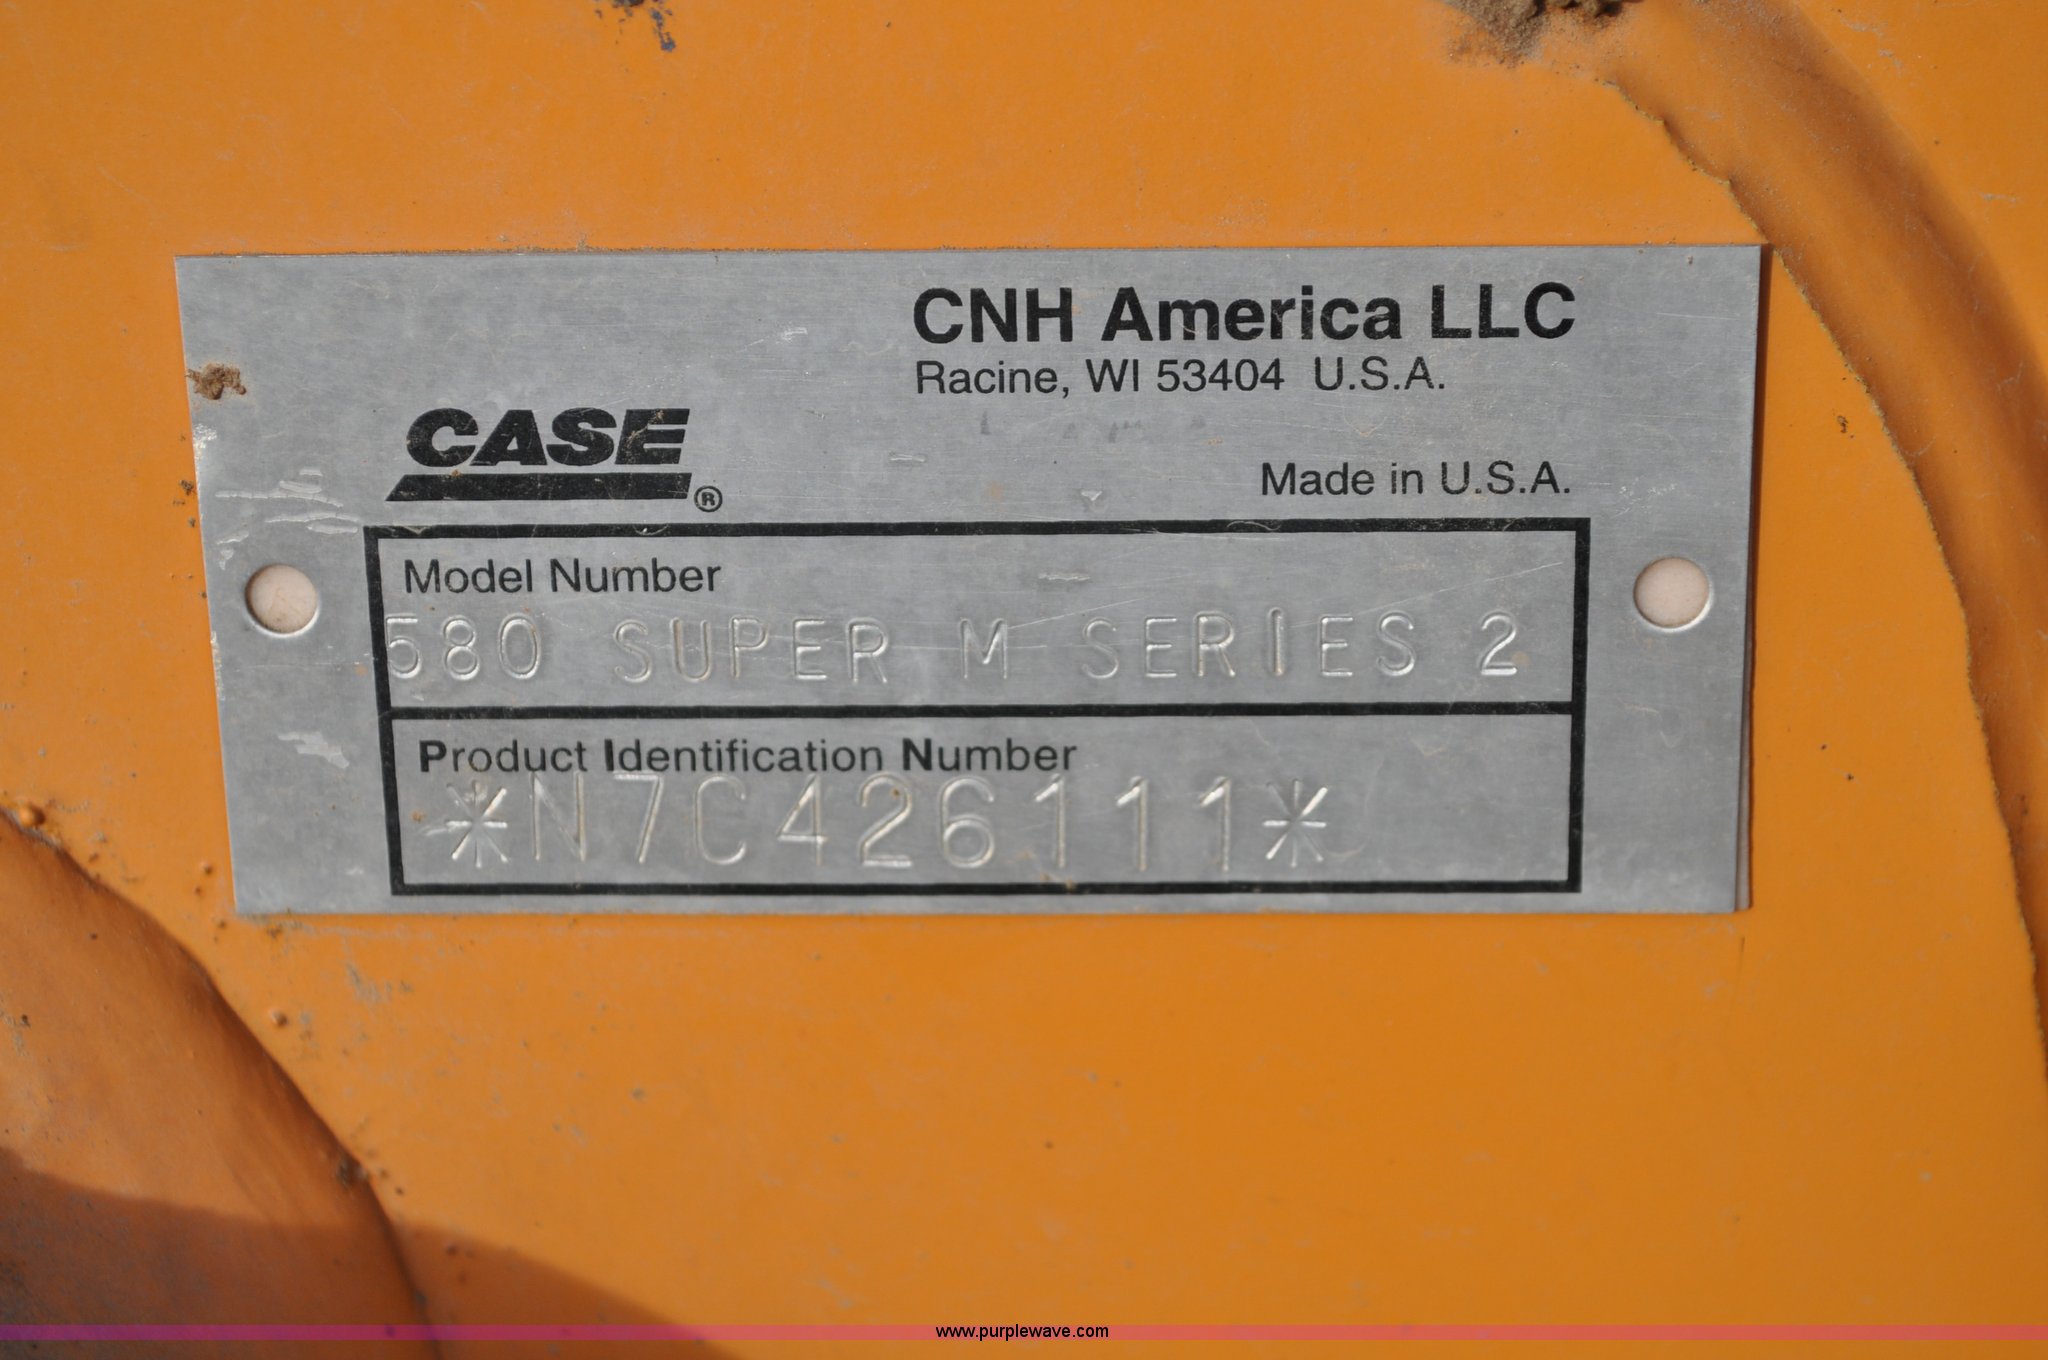 CNH America LLC
Racine, WI 53404 U.S.A.
CASE®
Made in U.S.A.
Model Number
580 SUPER M SERIES 2
Product Identification Number
*N7C426111*
www.purplewave.com